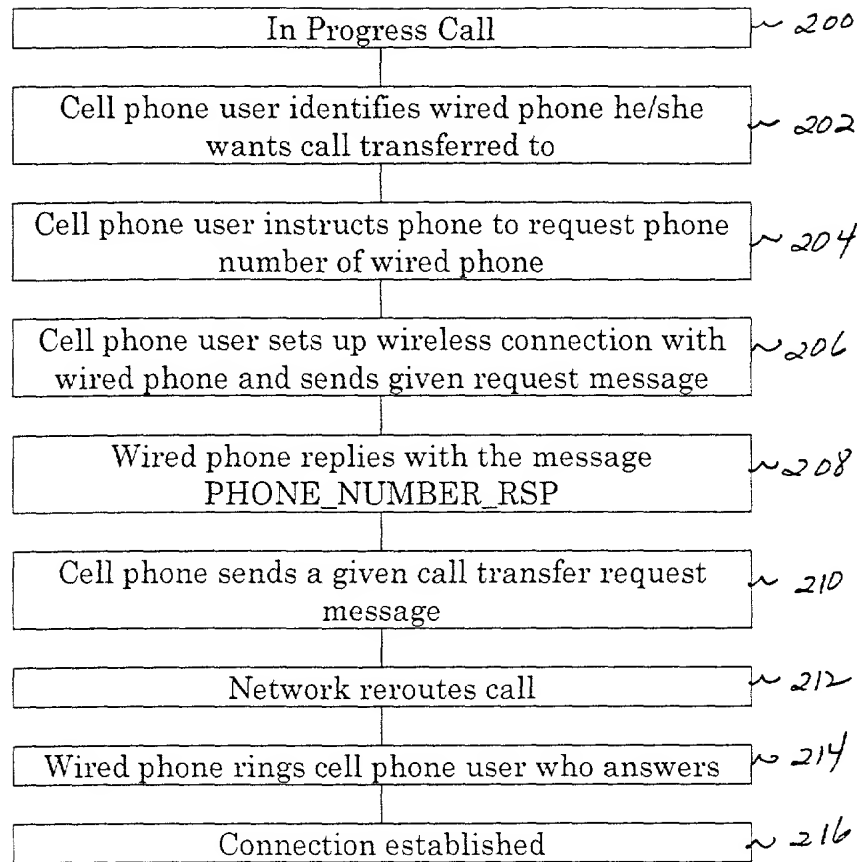 In Progress Call 200
Cell phone user identifies wired phone he/she 202
wants call transferred to
Cell phone user instructs phone to request phone 204
number of wired phone
Cell phone user sets up wireless connection with 206
wired phone and sends given request message
Wired phone replies with the message 208
PHONE_NUMBER_RSP
Cell phone sends a given call transfer request 210
message
Network reroutes call 212
Wired phone rings cell phone user who answers 214
Connection established 216